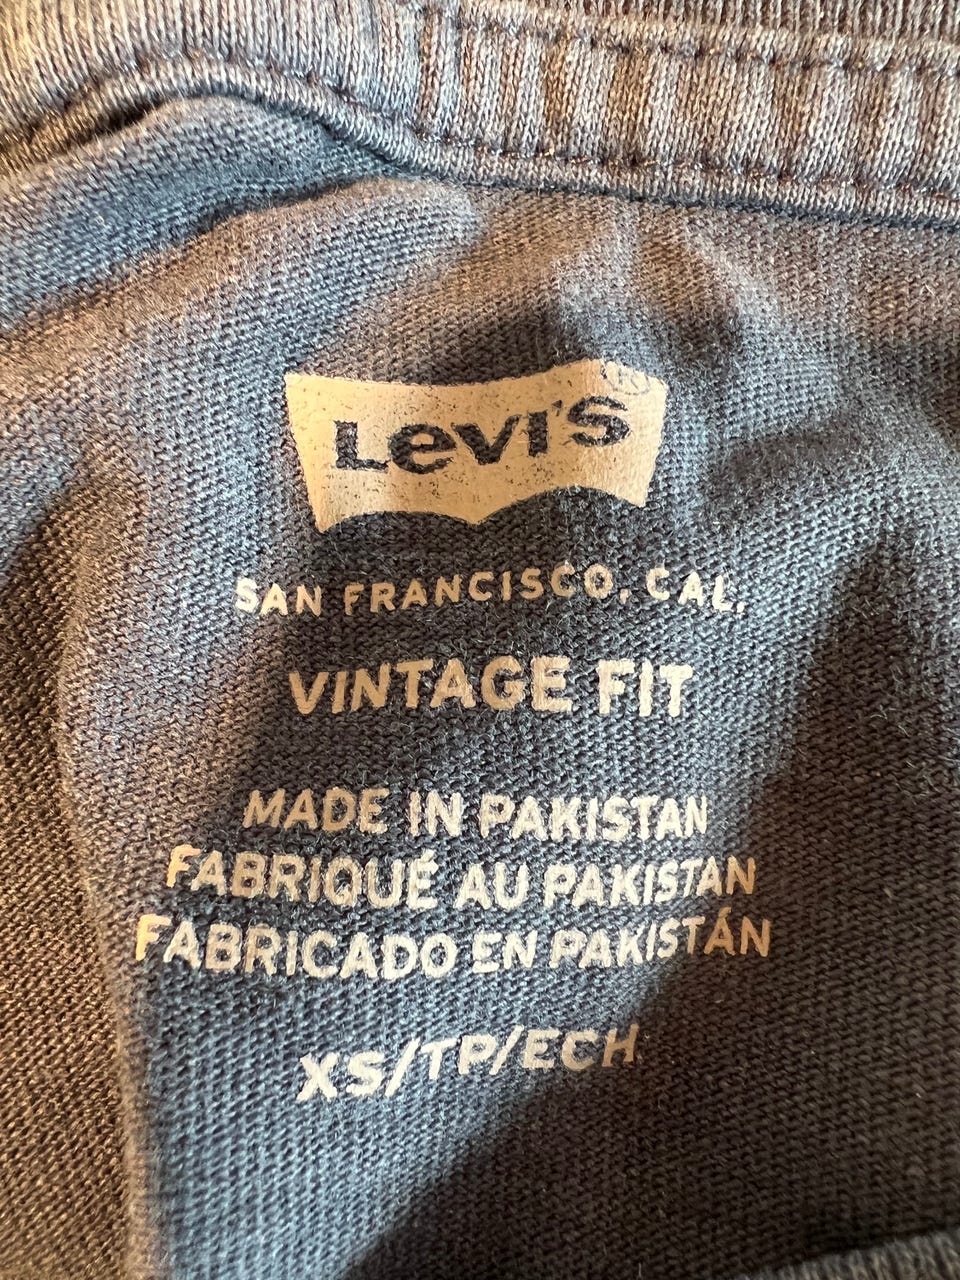 Levi's®
SAN FRANCISCO, CAL.
VINTAGE FIT
MADE IN PAKISTAN
FABRIQUÉ AU PAKISTAN
FABRICADO EN PAKISTÁN
XS/TP/ECH